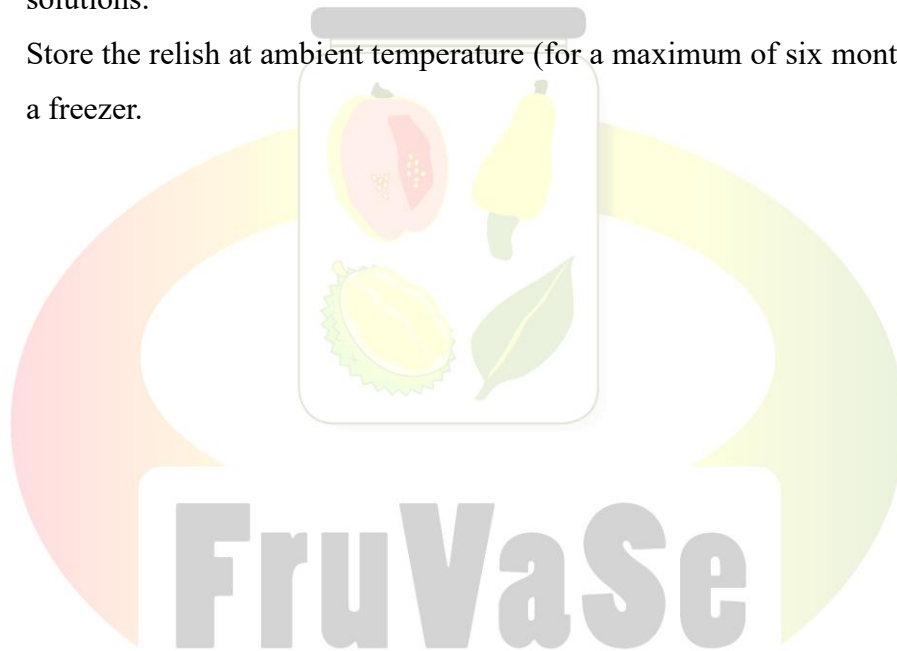 solutions.
Store the relish at ambient temperature (for a maximum of six mont
a freezer.
FruVaSe